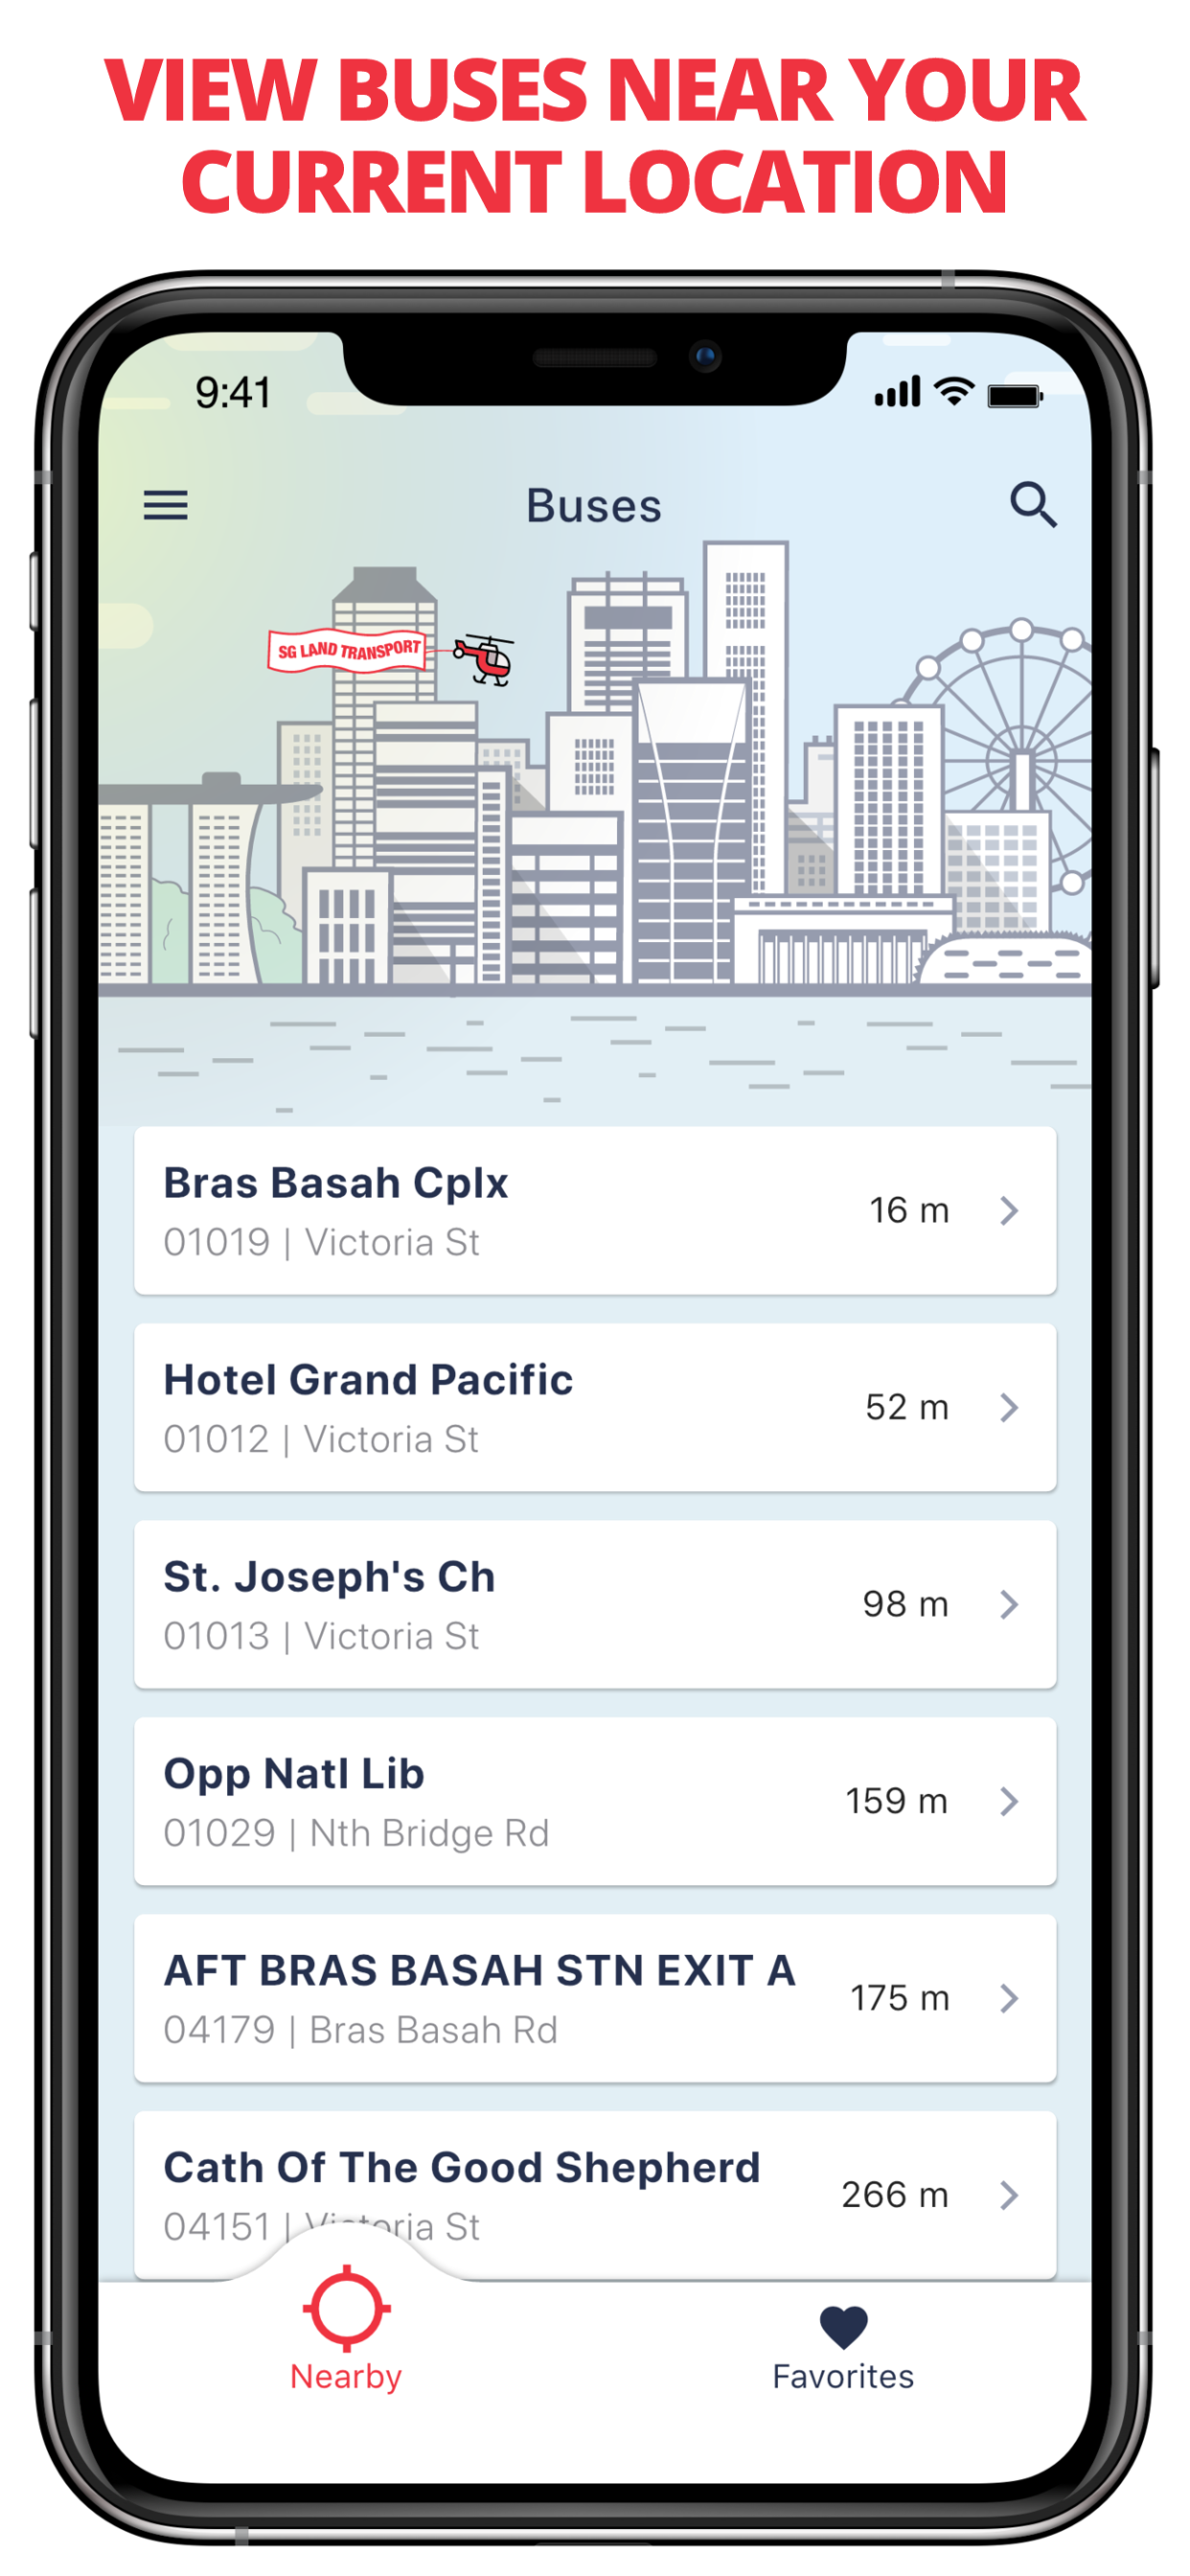 VIEW BUSES NEAR YOUR
CURRENT LOCATION
9:41
Buses
SG LAND TRANSPORT
Bras Basah Cplx
01019 | Victoria St
16 m
Hotel Grand Pacific
01012 | Victoria St
52 m
St. Joseph's Ch
01013 | Victoria St
98 m
Opp Natl Lib
01029 | Nth Bridge Rd
159 m
AFT BRAS BASAH STN EXIT A
04179 | Bras Basah Rd
175 m
Cath Of The Good Shepherd
04151 | Victoria St
266 m
Nearby
Favorites